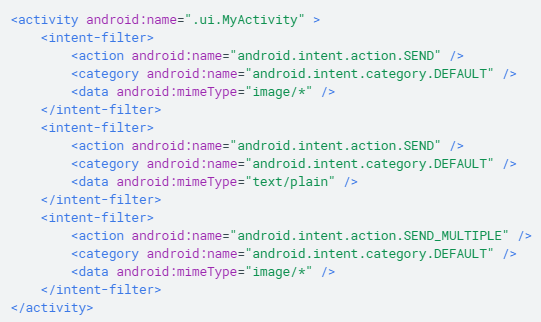 <activity android:name=".ui.MyActivity" >
    <intent-filter>
        <action android:name="android.intent.action.SEND" />
        <category android:name="android.intent.category.DEFAULT" />
        <data android:mimeType="image/*" />
    </intent-filter>
    <intent-filter>
        <action android:name="android.intent.action.SEND" />
        <category android:name="android.intent.category.DEFAULT" />
        <data android:mimeType="text/plain" />
    </intent-filter>
    <intent-filter>
        <action android:name="android.intent.action.SEND_MULTIPLE" />
        <category android:name="android.intent.category.DEFAULT" />
        <data android:mimeType="image/*" />
    </intent-filter>
</activity>